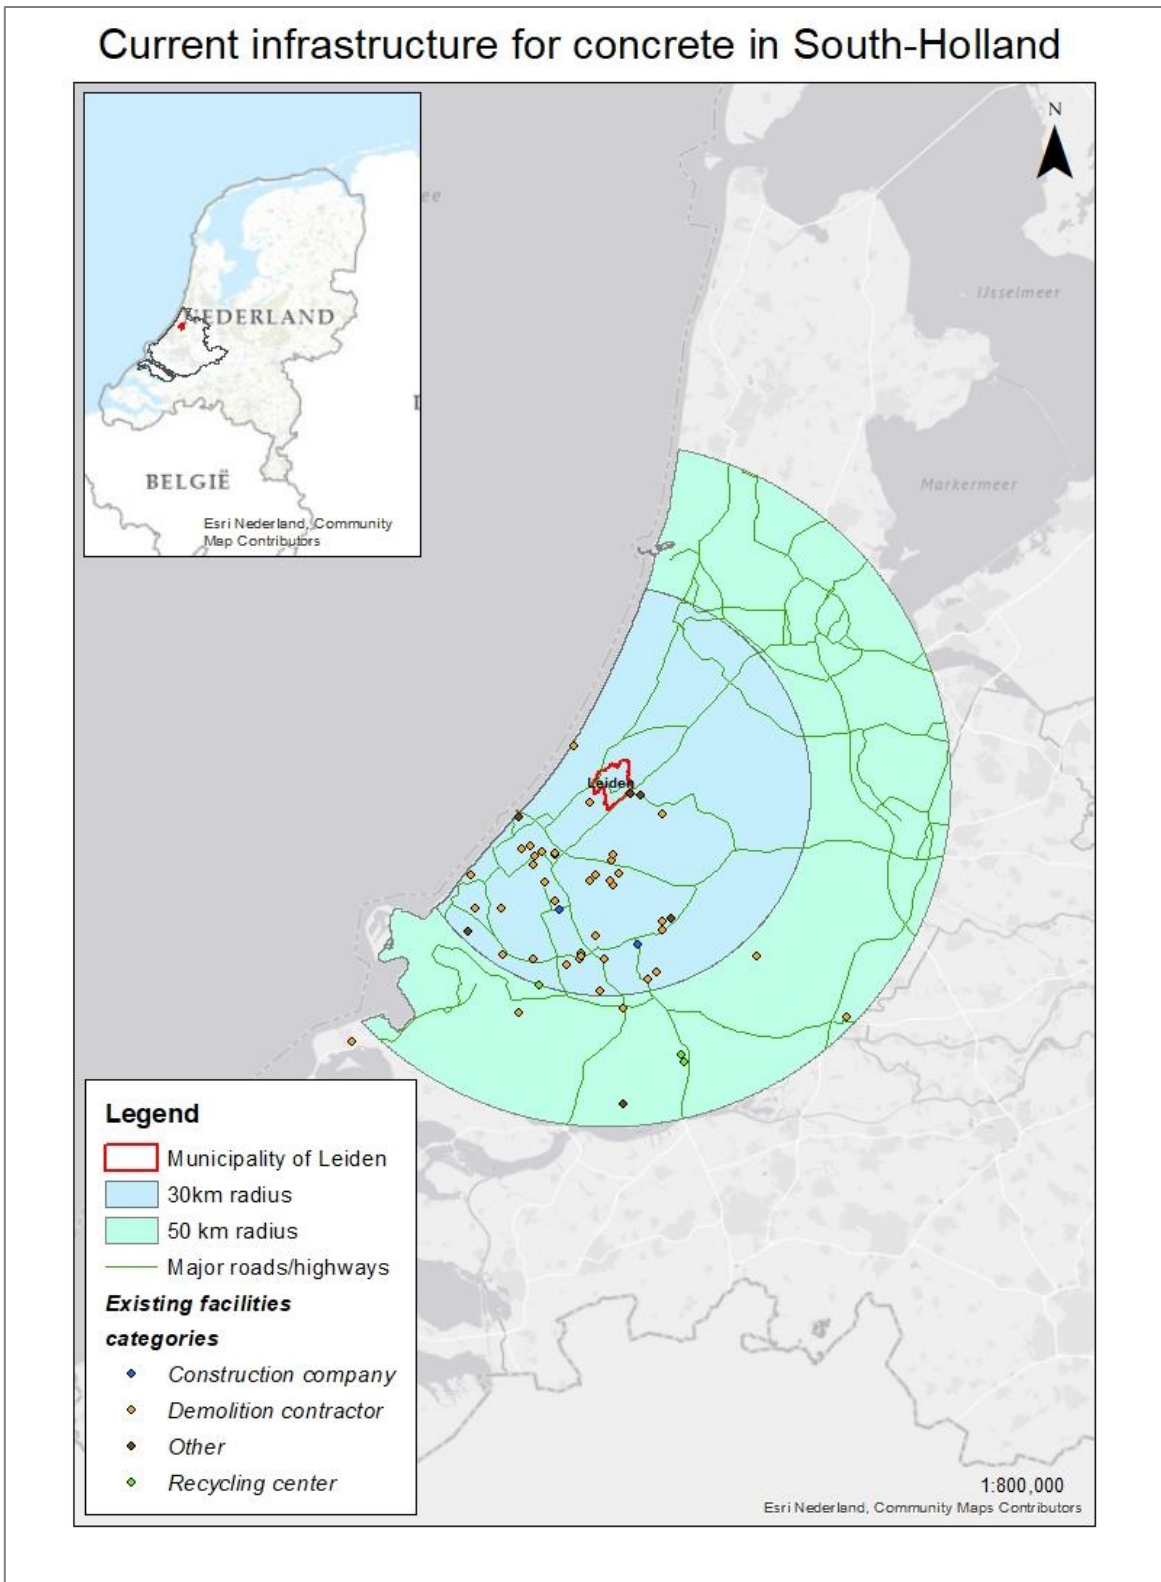 Current infrastructure for concrete in South-Holland
N
NEDERLAND
BELGIË
Esri Nederland, Community
Map Contributors
ee
IJsselmeer
Markermeer
Leiden
Legend
Municipality of Leiden
30km radius
50 km radius
Major roads/highways
Existing facilities
categories
Construction company
Demolition contractor
Other
Recycling center
1:800,000
Esri Nederland, Community Maps Contributors